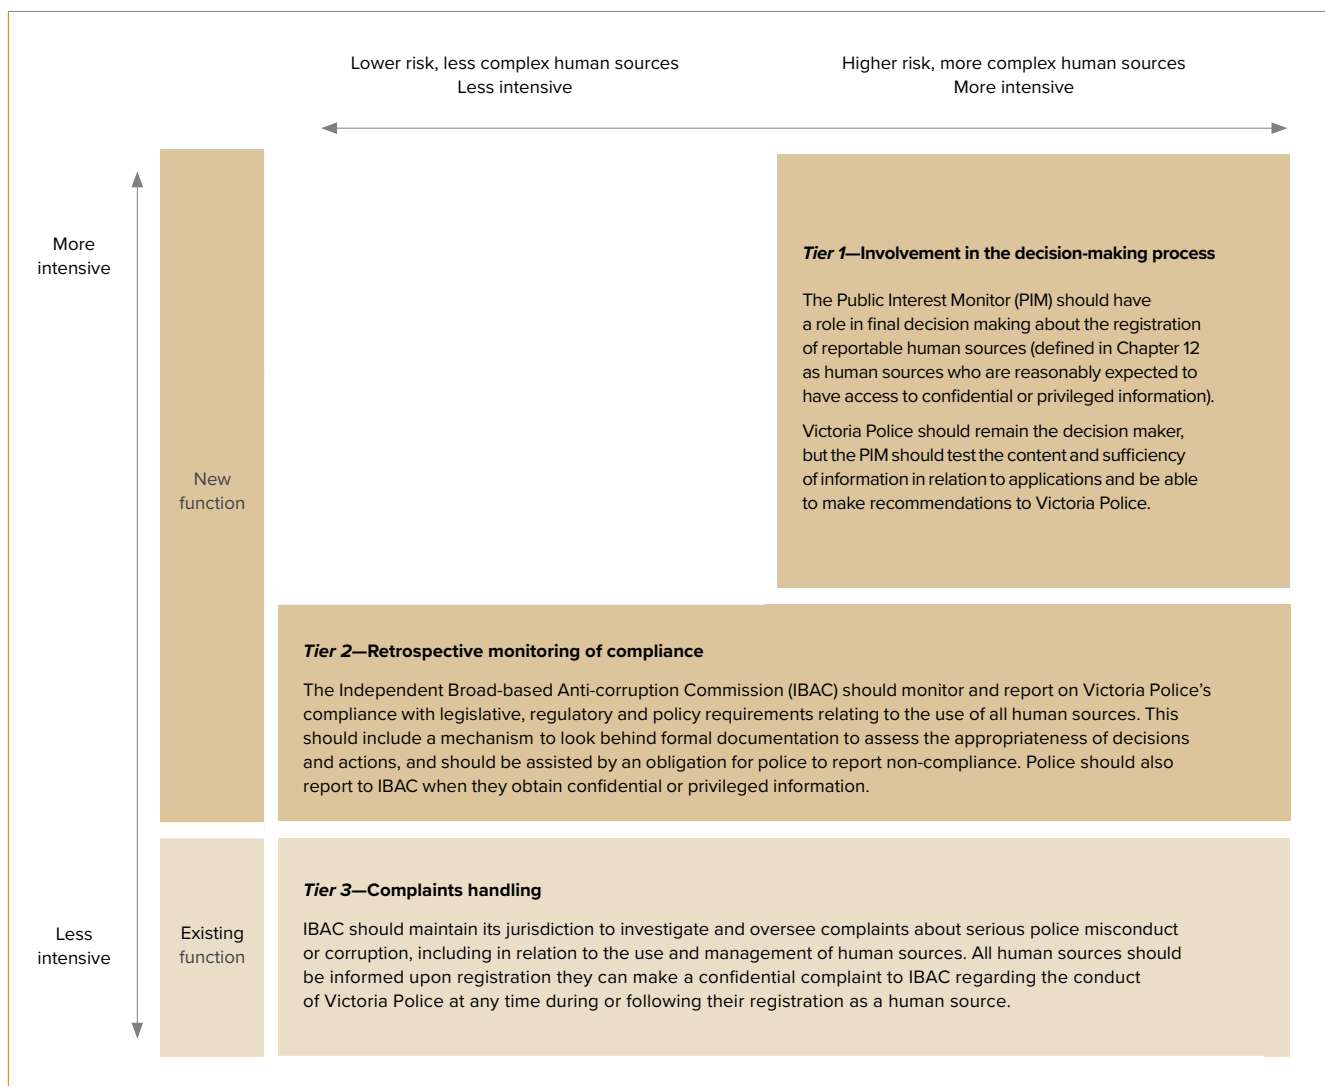 Lower risk, less complex human sources
Less intensive
Higher risk, more complex human sources
More intensive
More
intensive
New
function
Tier 1—Involvement in the decision-making process
The Public Interest Monitor (PIM) should have
a role in final decision making about the registration
of reportable human sources (defined in Chapter 12
as human sources who are reasonably expected to
have access to confidential or privileged information).
Victoria Police should remain the decision maker,
but the PIM should test the content and sufficiency
of information in relation to applications and be able
to make recommendations to Victoria Police.
Tier 2—Retrospective monitoring of compliance
The Independent Broad-based Anti-corruption Commission (IBAC) should monitor and report on Victoria Police’s
compliance with legislative, regulatory and policy requirements relating to the use of all human sources. This
should include a mechanism to look behind formal documentation to assess the appropriateness of decisions
and actions, and should be assisted by an obligation for police to report non-compliance. Police should also
report to IBAC when they obtain confidential or privileged information.
Less
intensive
Existing
function
Tier 3—Complaints handling
IBAC should maintain its jurisdiction to investigate and oversee complaints about serious police misconduct
or corruption, including in relation to the use and management of human sources. All human sources should
be informed upon registration they can make a confidential complaint to IBAC regarding the conduct
of Victoria Police at any time during or following their registration as a human source.